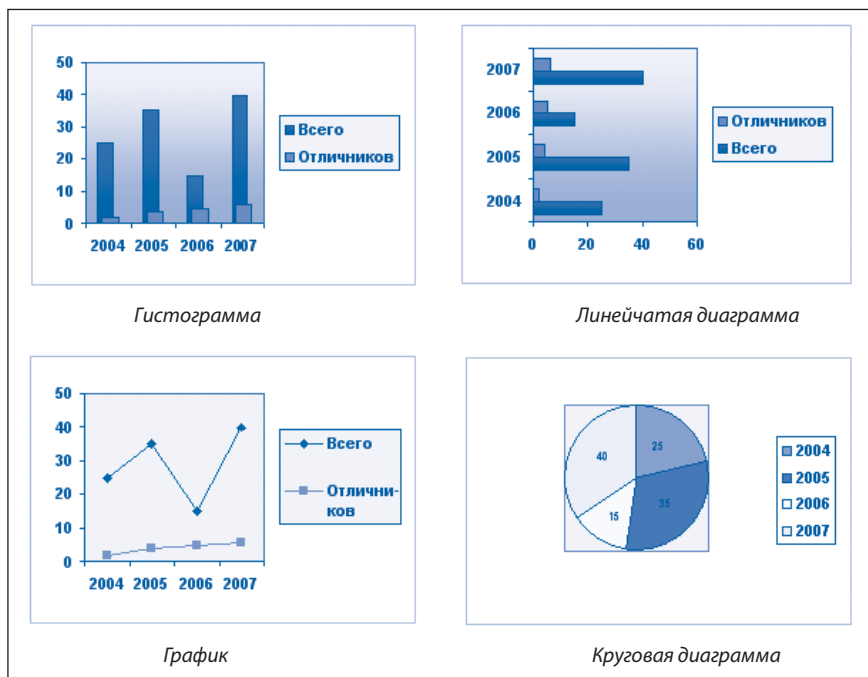 50
40
30
20
10
0
2004 2005 2006 2007
Всего
Отличников
Гистограмма
2007
2006
2005
2004
0 20 40 60
Отличников
Всего
Линейчатая диаграмма
50
40
30
20
10
0
2004 2005 2006 2007
Всего
Отлични-
ков
График
25
35
15
40
2004
2005
2006
2007
Круговая диаграмма